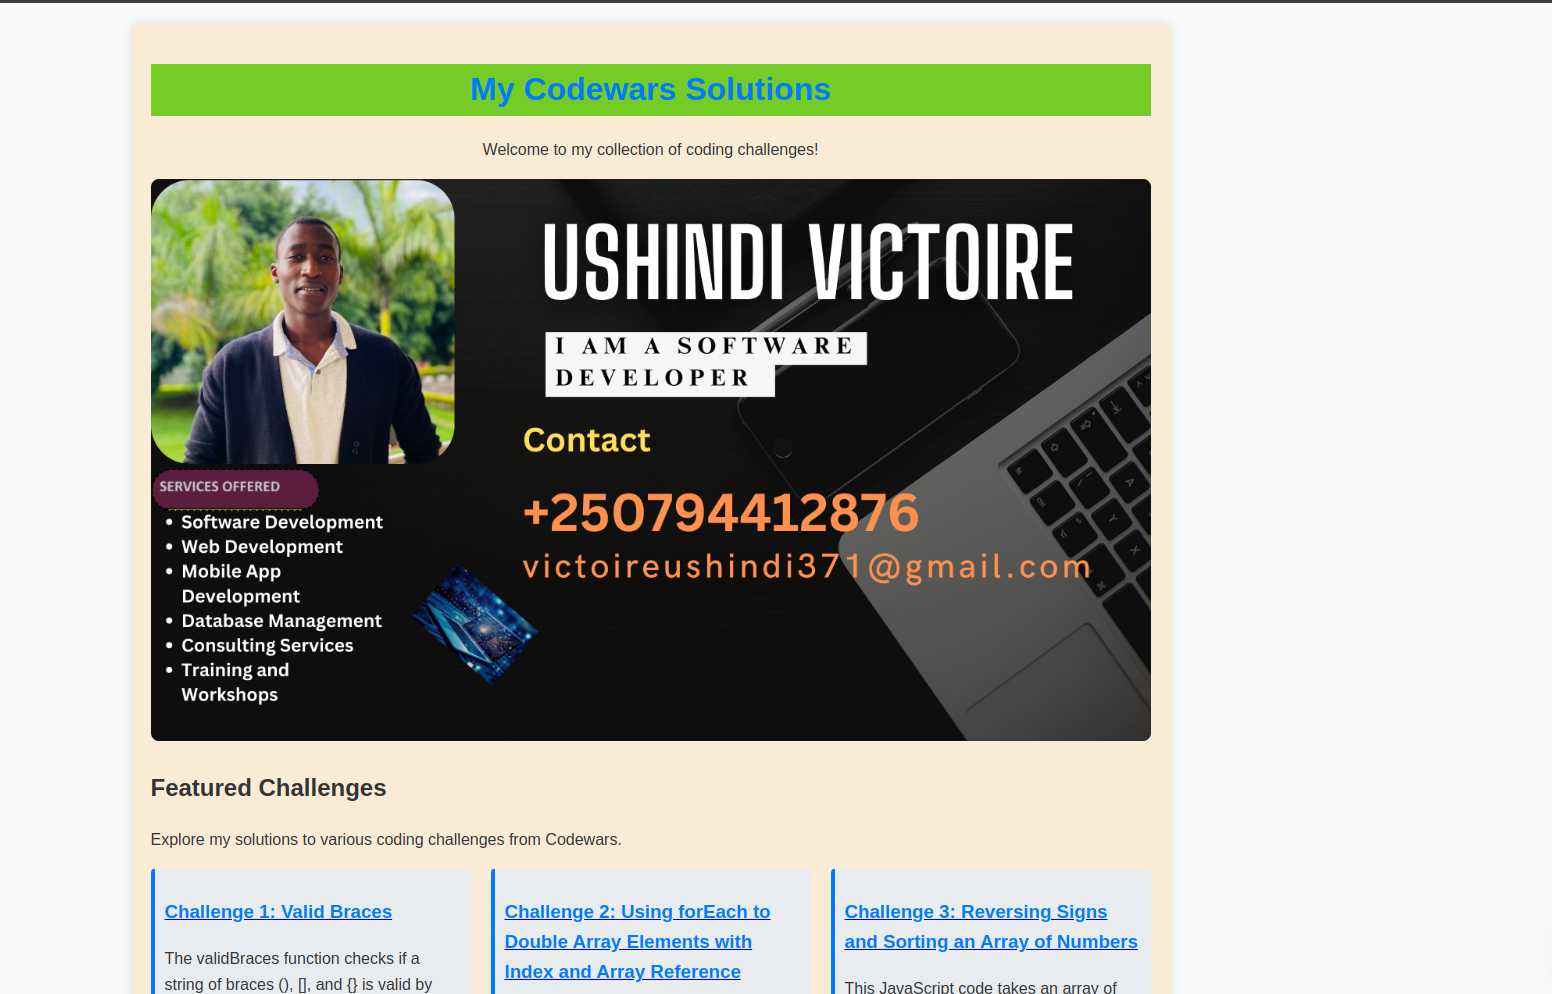 My Codewars Solutions
Welcome to my collection of coding challenges!
USHINDI VICTOIRE
I AM A SOFTWARE
DEVELOPER
Contact
+250794412876
victoireushindi371@gmail.com
SERVICES OFFERED
• Software Development
• Web Development
• Mobile App
Development
• Database Management
• Consulting Services
• Training and
Workshops
Featured Challenges
Explore my solutions to various coding challenges from Codewars.
Challenge 1: Valid Braces
The validBraces function checks if a
string of braces (), [], and {} is valid by
Challenge 2: Using forEach to
Double Array Elements with
Index and Array Reference
Challenge 3: Reversing Signs
and Sorting an Array of Numbers
This JavaScript code takes an array of